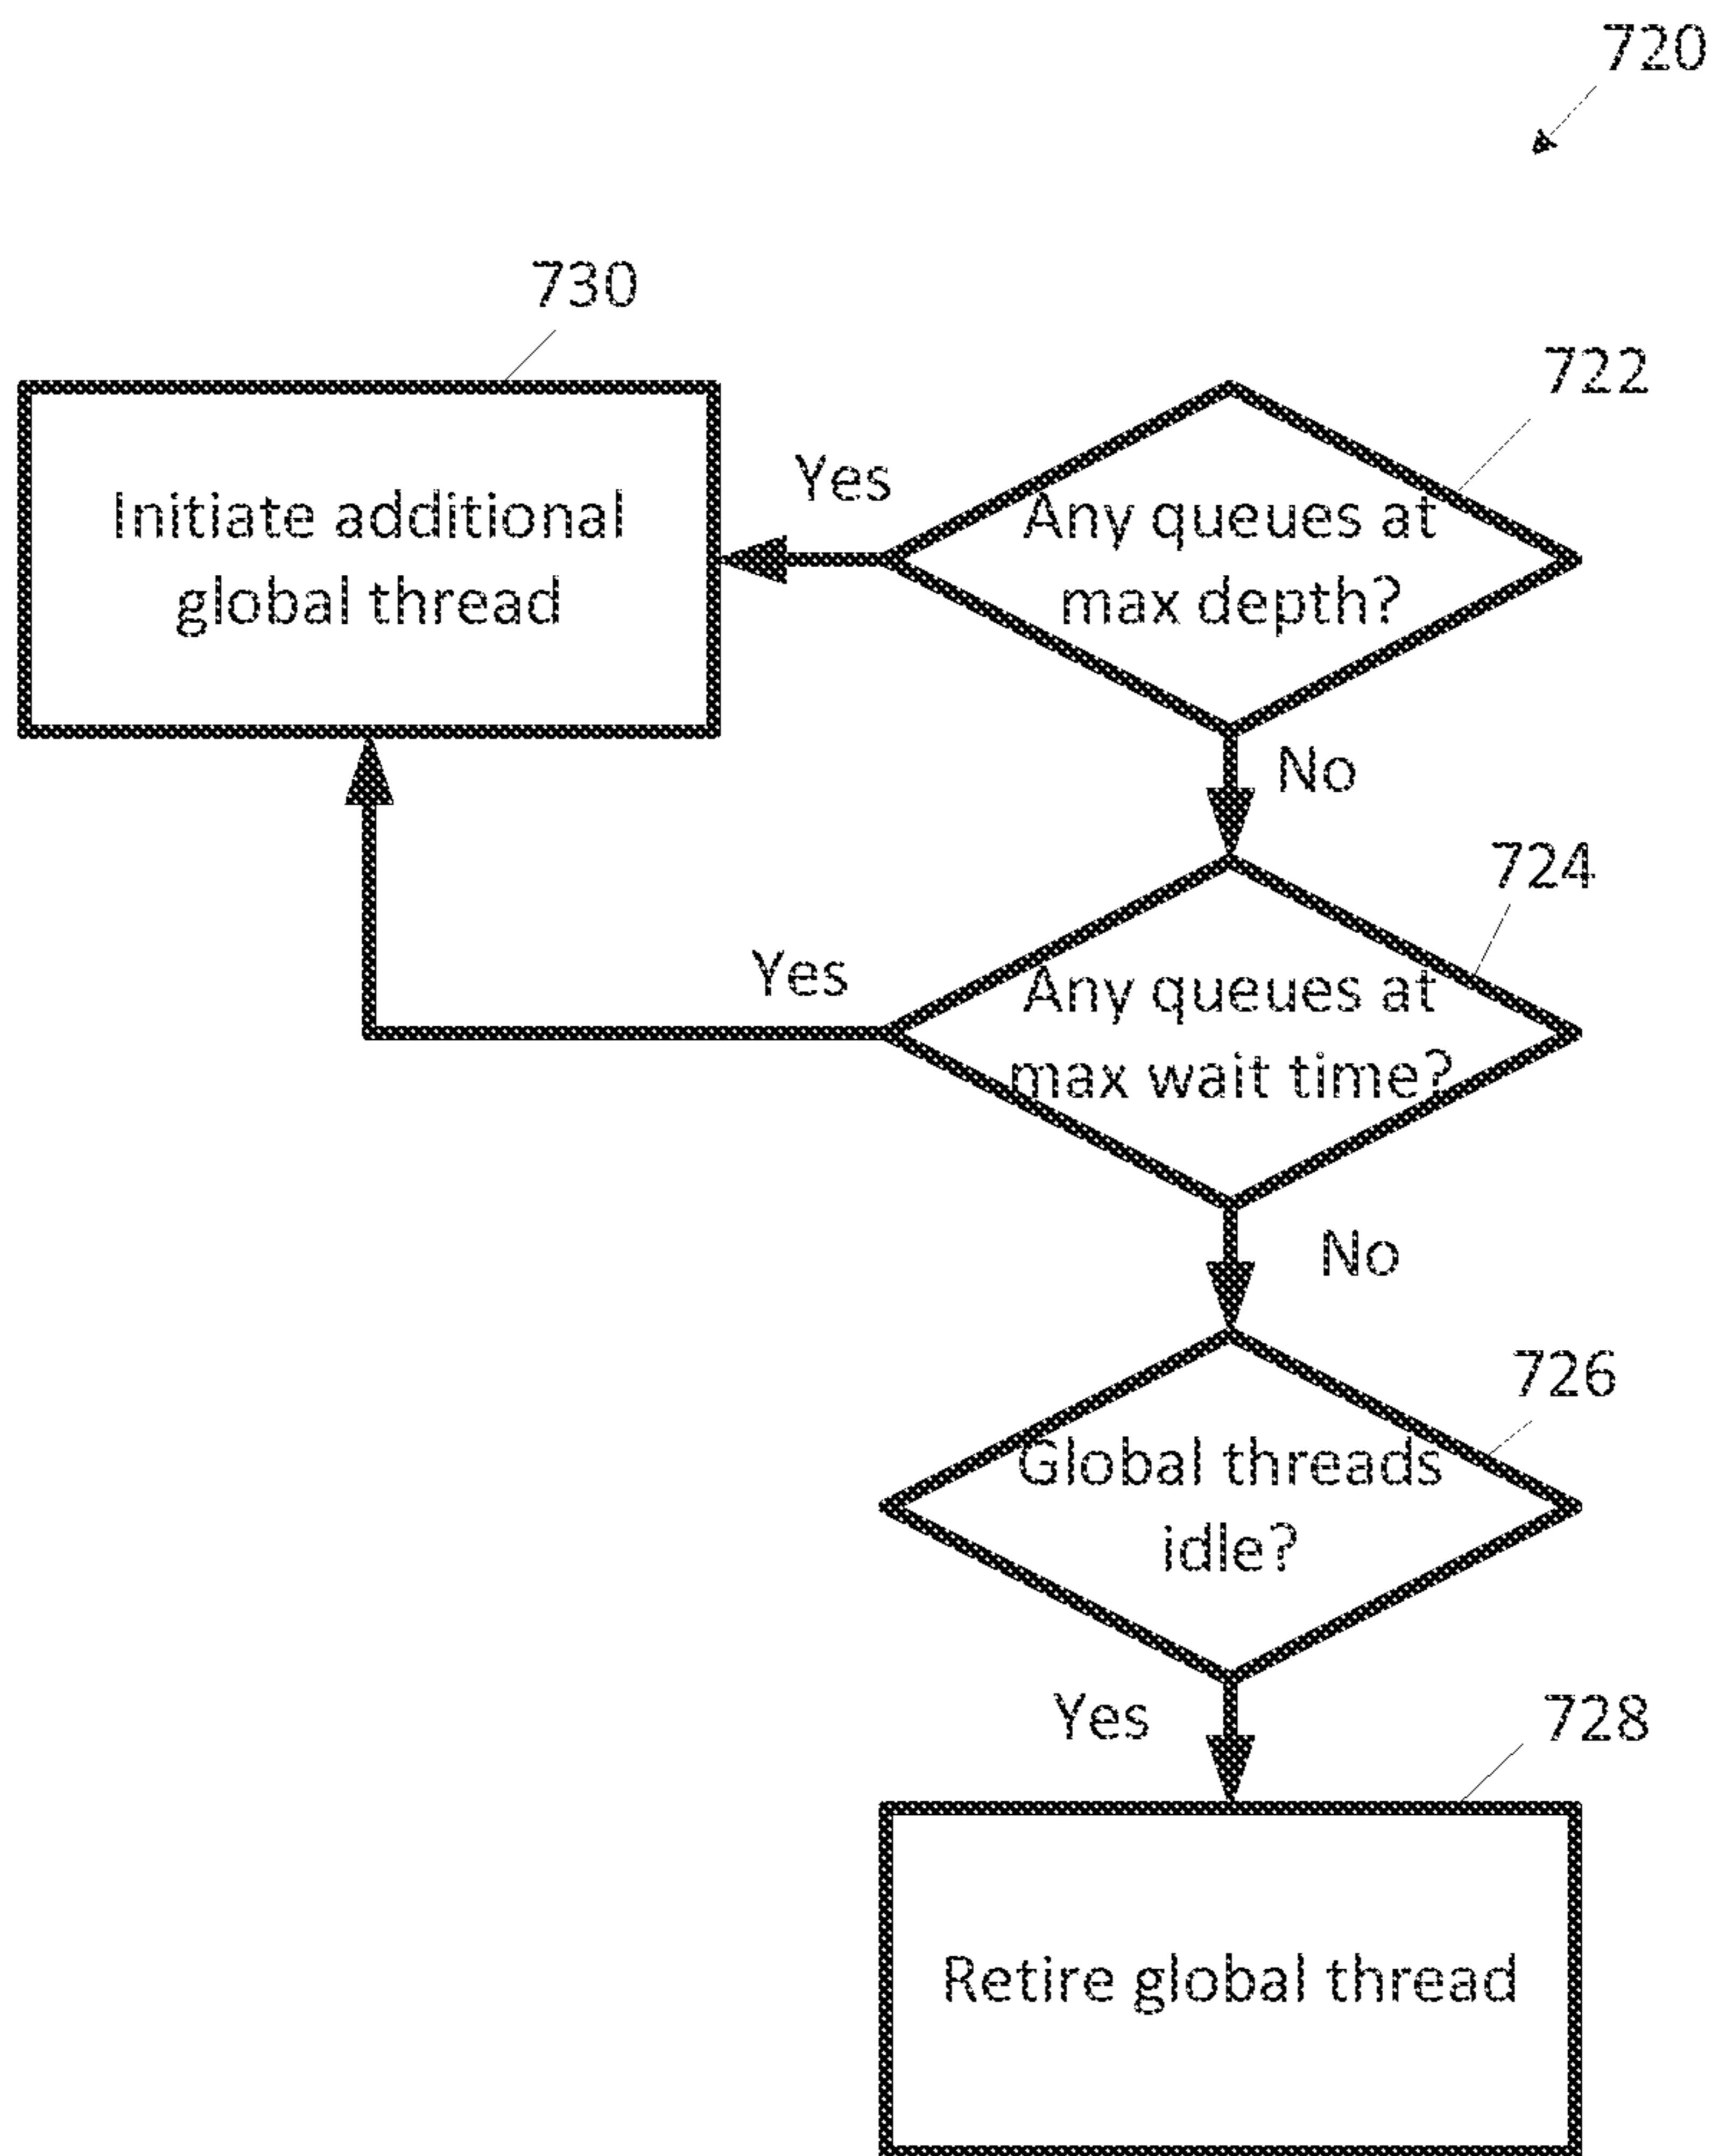 720
730
722
Initiate additional
global thread
Yes
Any queues at
max depth?
No
724
Yes
Any queues at
max wait time?
No
726
Global threads
idle?
Yes
728
Retire global thread